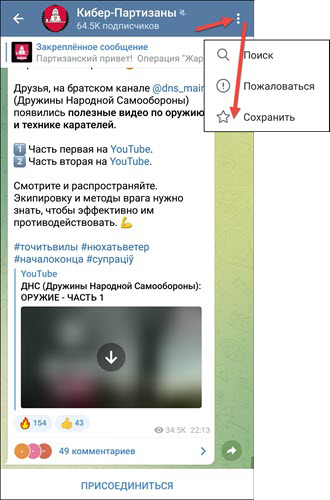 Кибер-Партизаны
64.5K подписчиков
Закреплённое сообщение
Партизанский привет! Операция "Жар
Поиск
Пожаловаться
Сохранить
Друзья, на братском канале @dns_main
(Дружины Народной Самообороны)
появились полезные видео по оружию
и технике карателей.
1 Часть первая на YouTube.
2 Часть вторая на YouTube.
Смотрите и распространяйте.
Экипировку и методы врага нужно
знать, чтобы эффективно им
противодействовать.
#точитьвилы #нюхатьветер
#началоконца #супраціў
YouTube
ДНС (Дружины Народной Самообороны):
ОРУЖИЕ - ЧАСТЬ 1
154
43
34.5K 22:13
49 комментариев
ПРИСОЕДИНИТЬСЯ